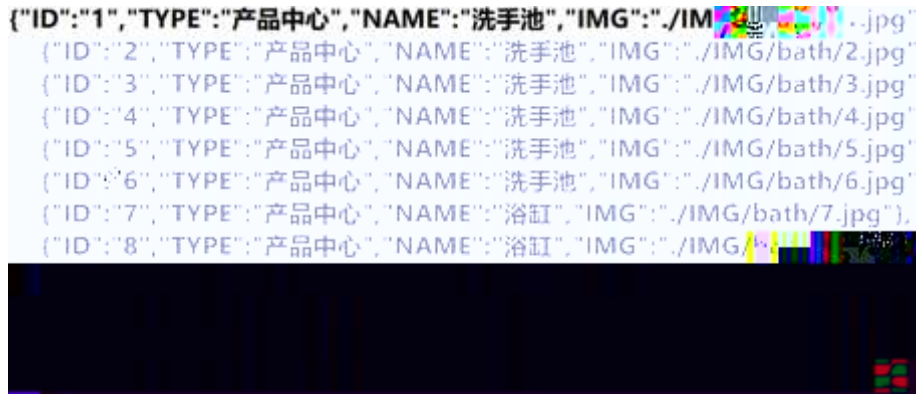 {"ID":"1","TYPE":"产品中心","NAME":"洗手池","IMG":"./IM .jpg"
{"ID":"2","TYPE":"产品中心","NAME":"洗手池","IMG":"./IMG/bath/2.jpg"
{"ID":"3","TYPE":"产品中心","NAME":"洗手池","IMG":"./IMG/bath/3.jpg"
{"ID":"4","TYPE":"产品中心","NAME":"洗手池","IMG":"./IMG/bath/4.jpg"
{"ID":"5","TYPE":"产品中心","NAME":"洗手池","IMG":"./IMG/bath/5.jpg"
{"ID":"6","TYPE":"产品中心","NAME":"洗手池","IMG":"./IMG/bath/6.jpg"
{"ID":"7","TYPE":"产品中心","NAME":"浴缸","IMG":"./IMG/bath/7.jpg"},
{"ID":"8","TYPE":"产品中心","NAME":"浴缸","IMG":"./IMG/